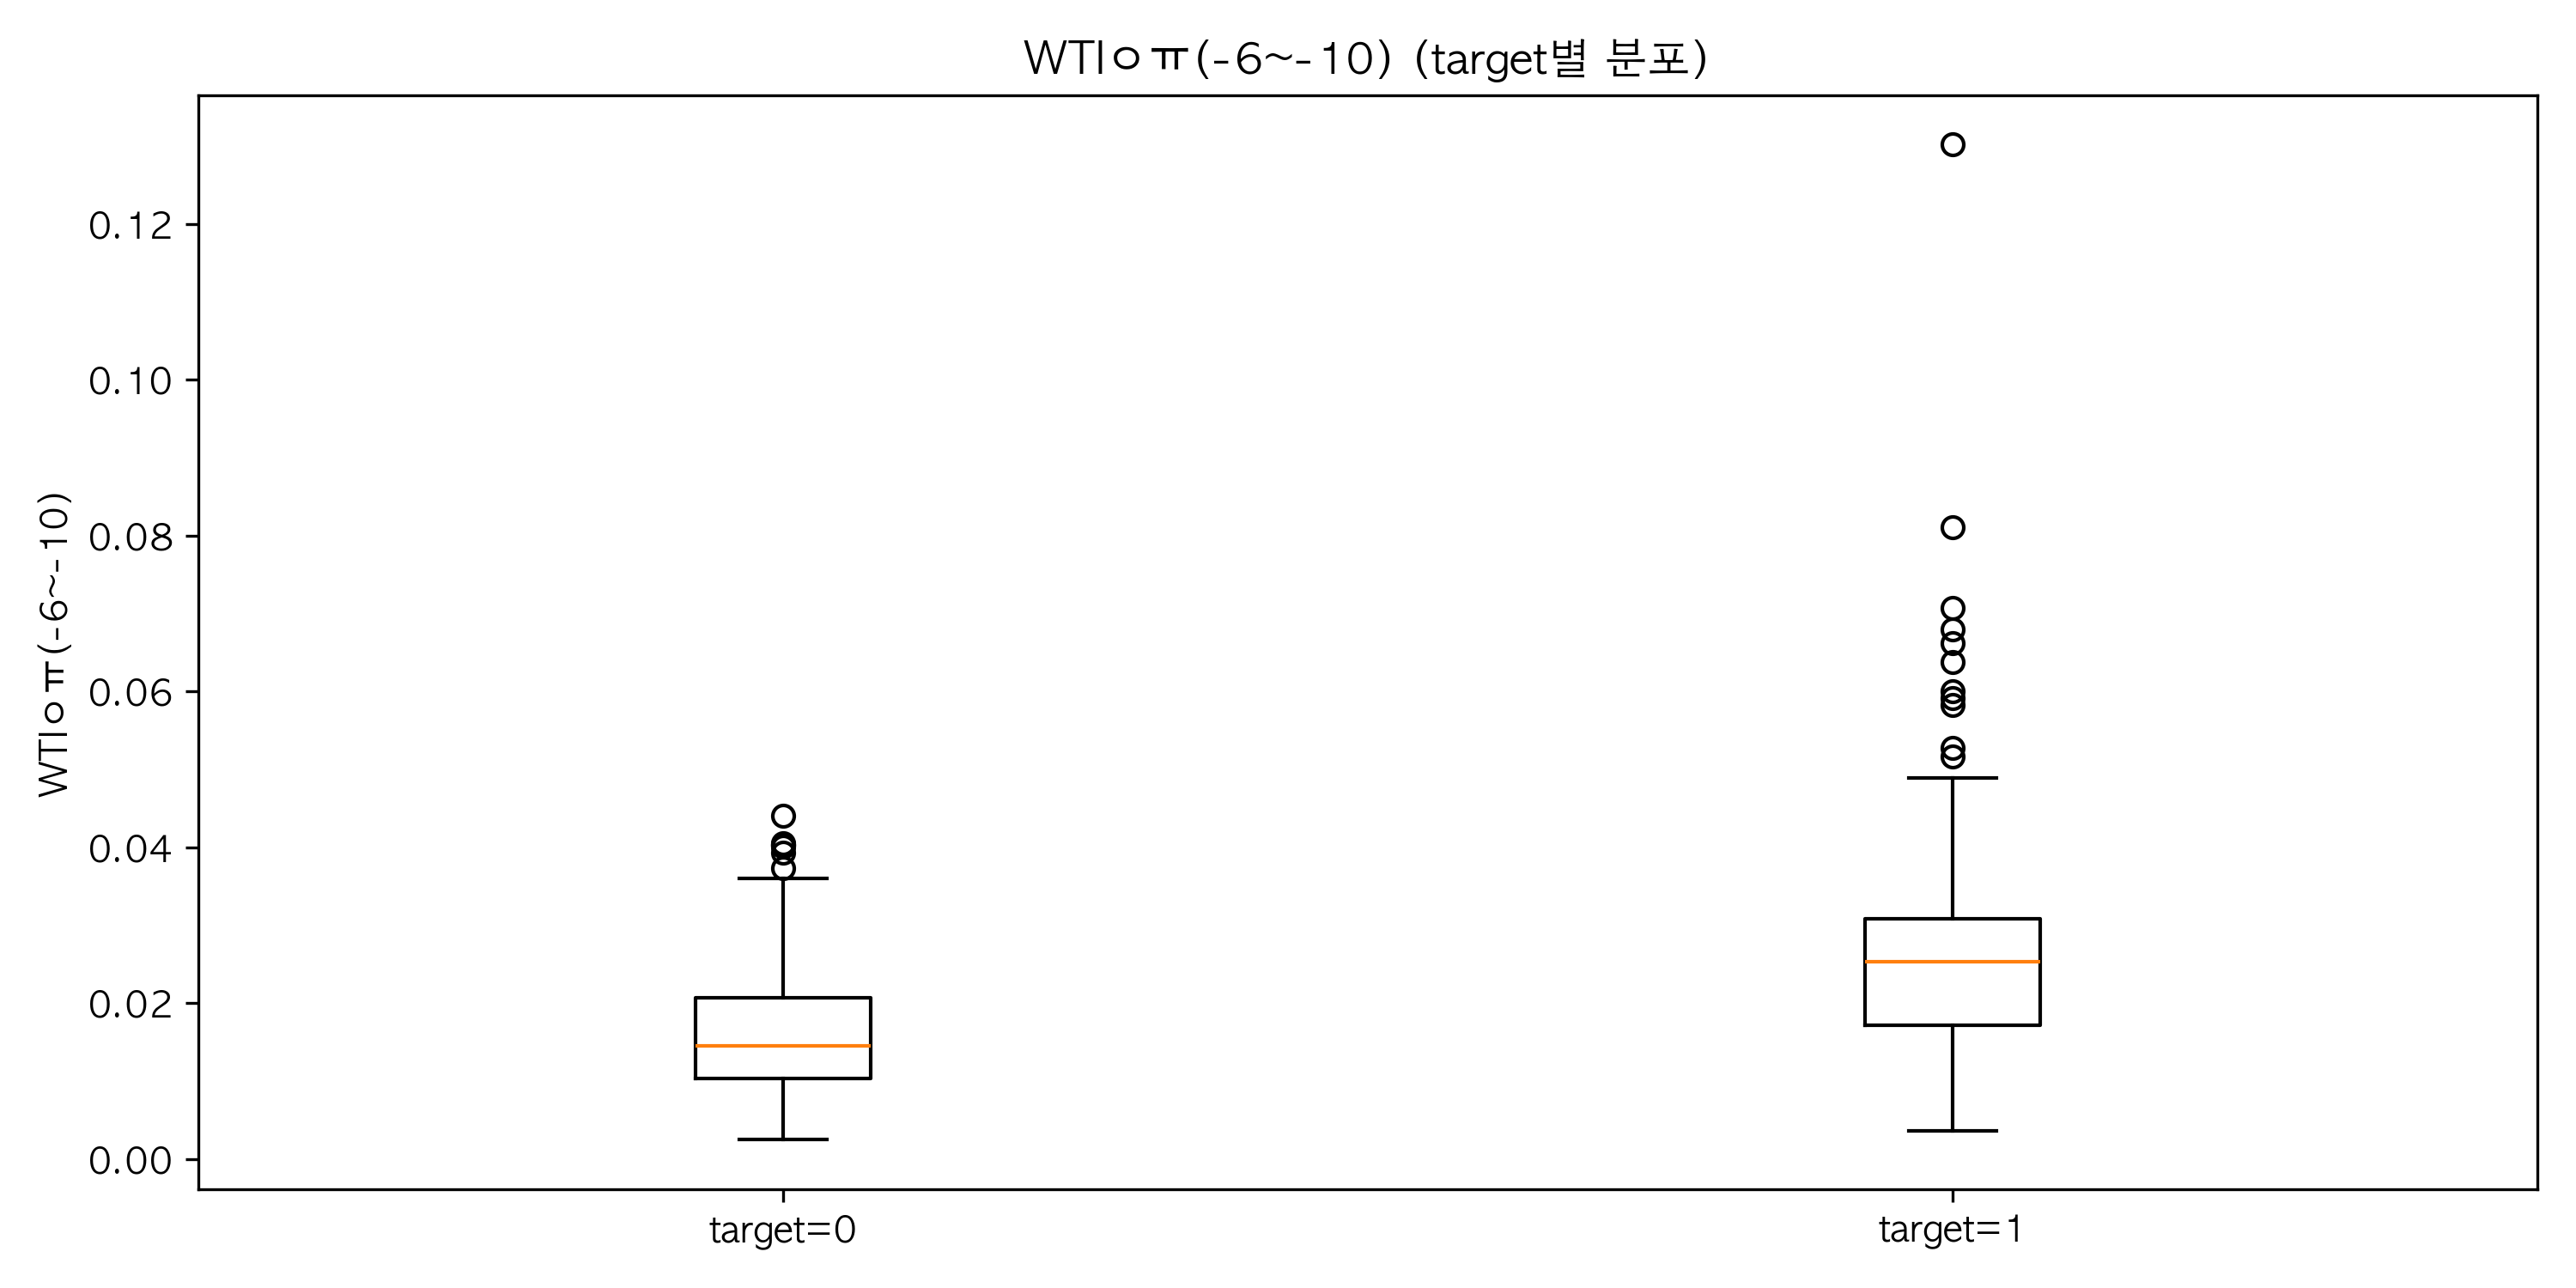 WTIㅇㅠ(-6~-10) (target별 분포)
WTIㅇㅠ(-6~-10)
0.12
0.10
0.08
0.06
0.04
0.02
0.00
target=0
target=1